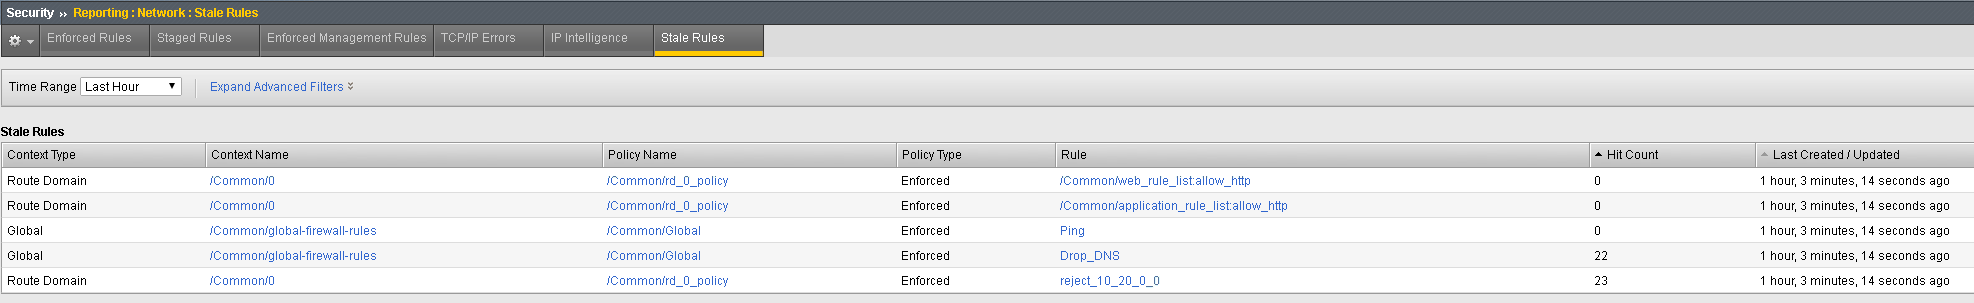 Security » Reporting : Network : Stale Rules
Enforced Rules Staged Rules Enforced Management Rules TCP/IP Errors IP Intelligence Stale Rules
Time Range Last Hour Expand Advanced Filters
Stale Rules
Context Type Context Name Policy Name Policy Type Rule Hit Count Last Created / Updated
Route Domain /Common/0 /Common/rd_0_policy Enforced /Common/web_rule_list:allow_http 0 1 hour, 3 minutes, 14 seconds ago
Route Domain /Common/0 /Common/rd_0_policy Enforced /Common/application_rule_list:allow_http 0 1 hour, 3 minutes, 14 seconds ago
Global /Common/global-firewall-rules /Common/Global Enforced Ping 0 1 hour, 3 minutes, 14 seconds ago
Global /Common/global-firewall-rules /Common/Global Enforced Drop_DNS 22 1 hour, 3 minutes, 14 seconds ago
Route Domain /Common/0 /Common/rd_0_policy Enforced reject_10_20_0_0 23 1 hour, 3 minutes, 14 seconds ago